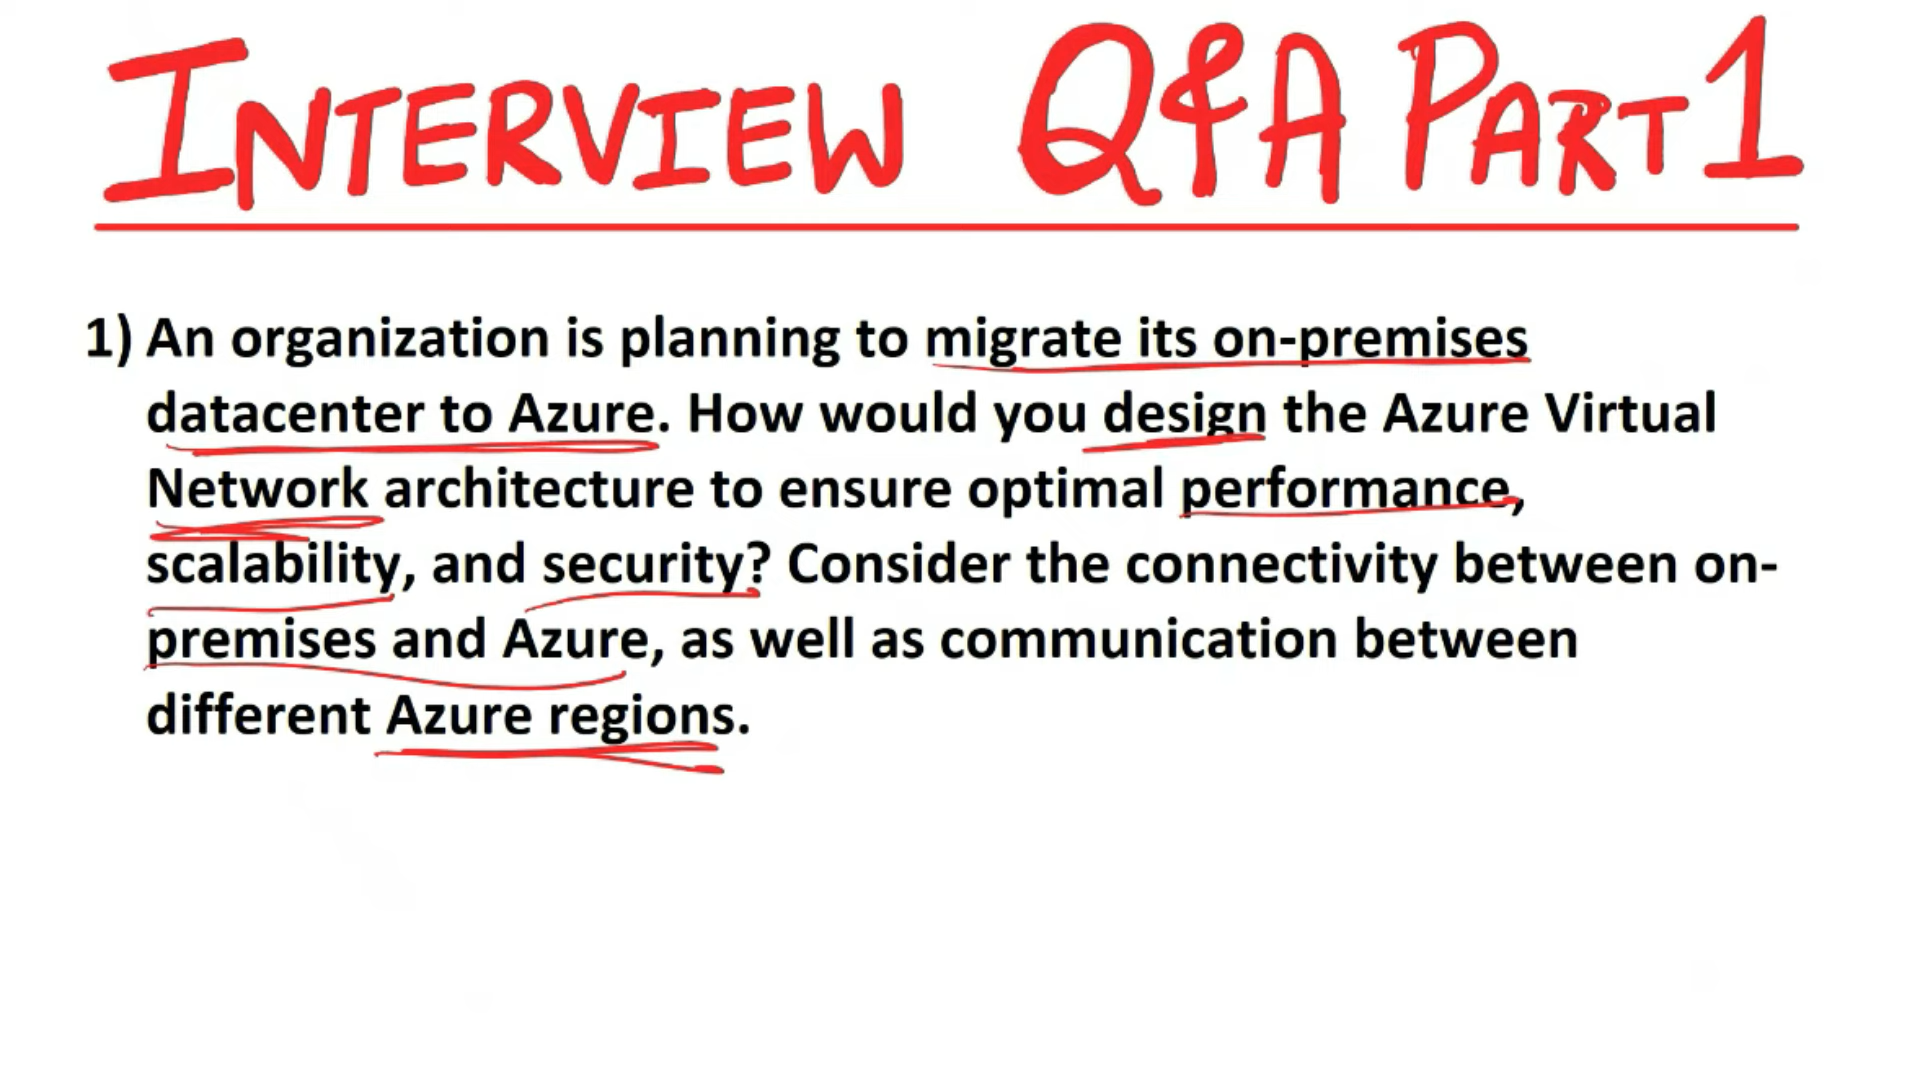 INTERVIEW Q&A PART 1
1) An organization is planning to migrate its on-premises
datacenter to Azure. How would you design the Azure Virtual
Network architecture to ensure optimal performance,
scalability, and security? Consider the connectivity between on-
premises and Azure, as well as communication between
different Azure regions.